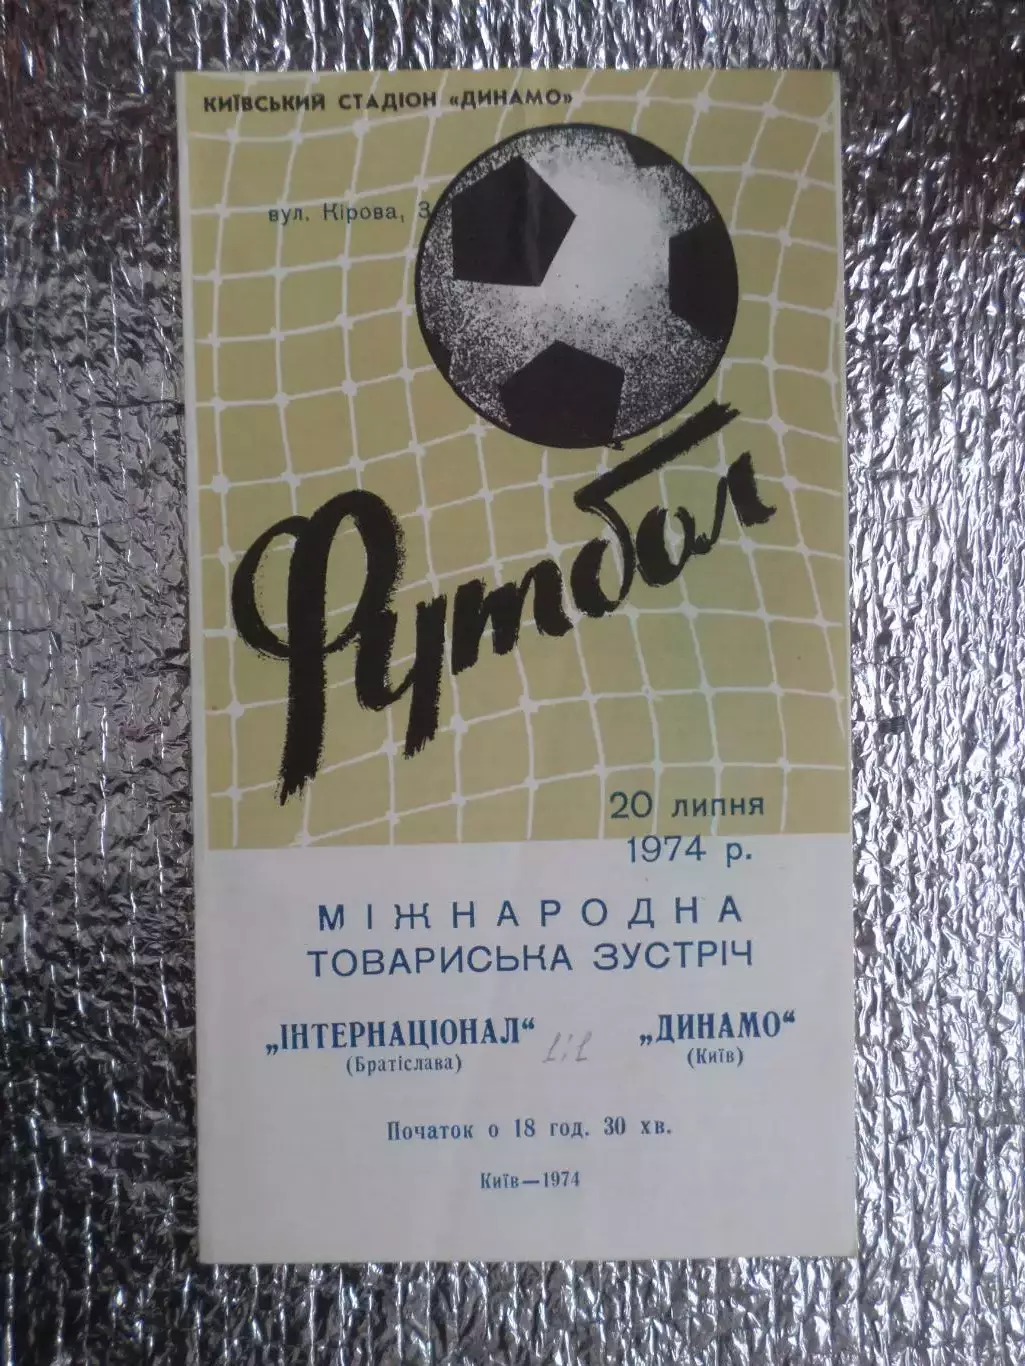 КИЇВСЬКИЙ СТАДІОН «ДИНАМО»
вул. Кірова, 3
Футбол
20 липня
1974 р.
МІЖНАРОДНА
ТОВАРИСЬКА ЗУСТРІЧ
„ІНТЕРНАЦІОНАЛ“ 1:1 „ДИНАМО“
(Братіслава) (Київ)
Початок о 18 год. 30 хв.
Київ—1974